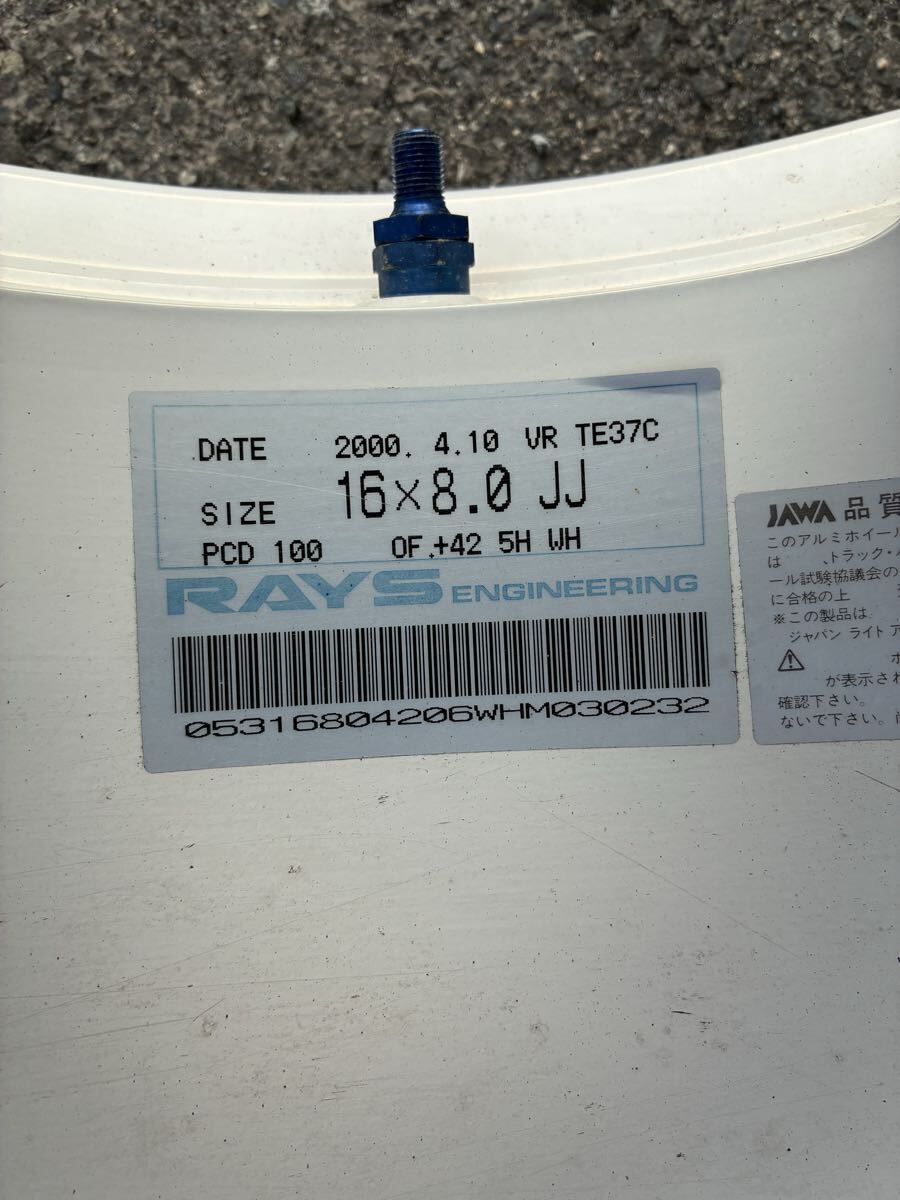 DATE 2000. 4.10 VR TE37C
SIZE 16×8.0 JJ
PCD 100 OF.+42 5H WH
RAYS ENGINEERING
05316804206WHM030232
JAWA 品質
このアルミホイール
は 、トラック・
ール試験協議会の
に合格の上
※この製品は
ジャパン ライト ア
が表示され
確認下さい。
ないで下さい。